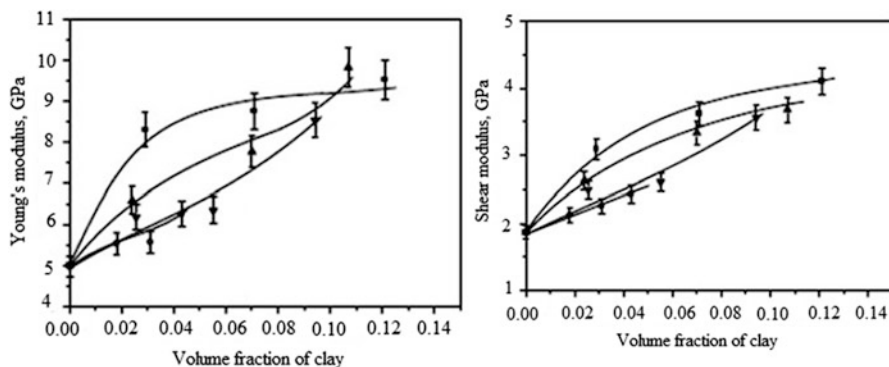 11
10
9
8
7
6
5
4
Young's modulus, GPa
0.00 0.02 0.04 0.06 0.08 0.10 0.12 0.14
Volume fraction of clay
5
4
3
2
1
Shear modulus, GPa
0.00 0.02 0.04 0.06 0.08 0.10 0.12 0.14
Volume fraction of clay